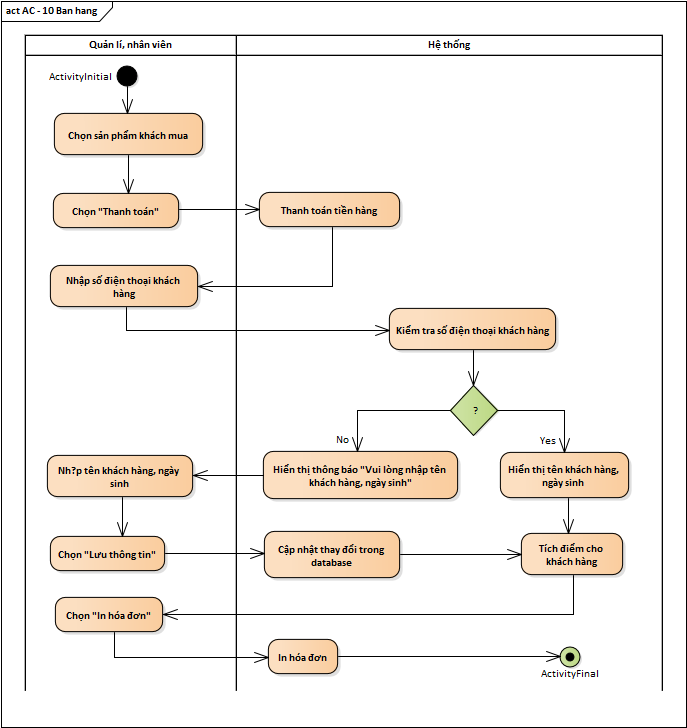 act AC - 10 Ban hang
Quản lí, nhân viên
Hệ thống
ActivityInitial
Chọn sản phẩm khách mua
Chọn "Thanh toán"
Thanh toán tiền hàng
Nhập số điện thoại khách
hàng
Kiểm tra số điện thoại khách hàng
?
No
Yes
Nh?p tên khách hàng, ngày
sinh
Hiển thị thông báo "Vui lòng nhập tên
khách hàng, ngày sinh"
Hiển thị tên khách hàng,
ngày sinh
Chọn "Lưu thông tin"
Cập nhật thay đổi trong
database
Tích điểm cho
khách hàng
Chọn "In hóa đơn"
In hóa đơn
ActivityFinal